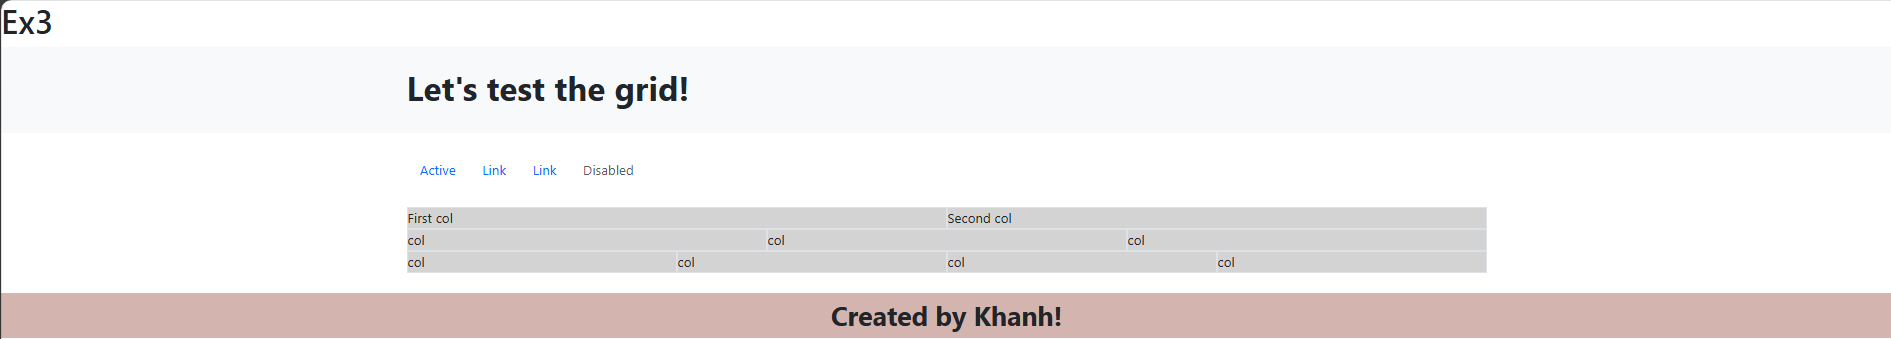 Ex3
Let's test the grid!
Active Link Link Disabled
First col Second col
col col col
col col col col
Created by Khanh!